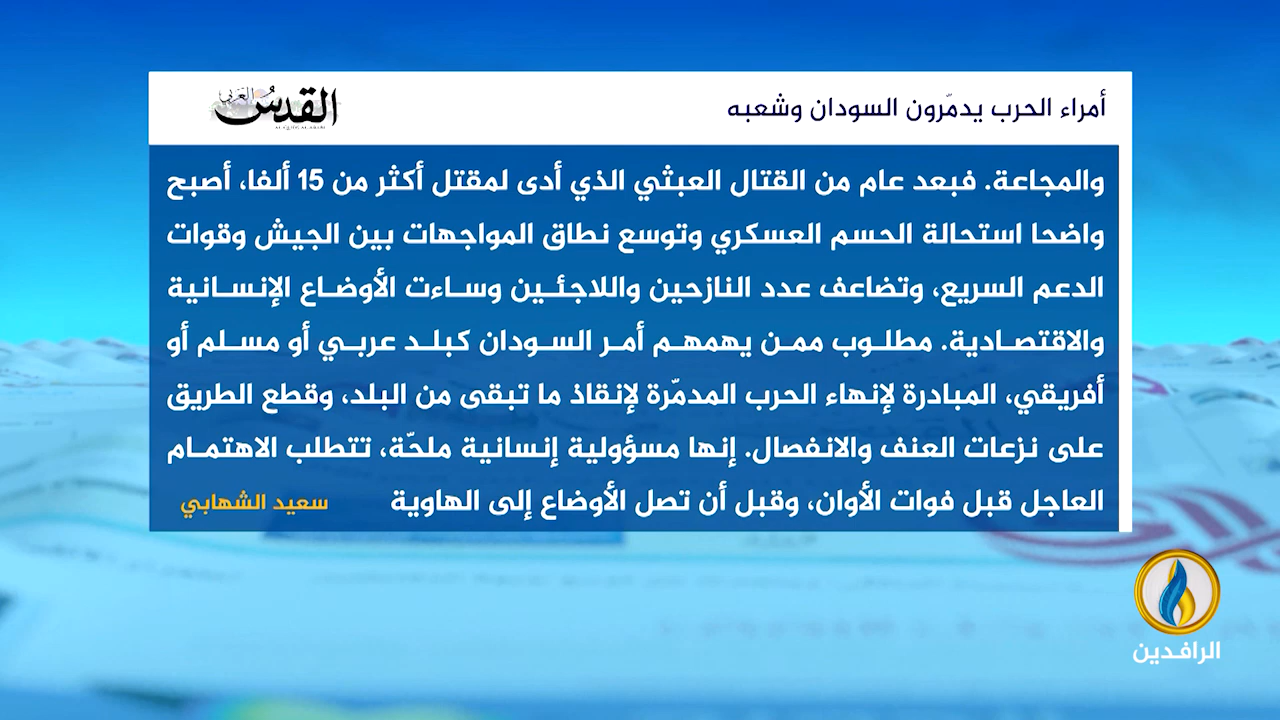 أمراء الحرب يدمّرون السودان وشعبه
القدس العربي
والمجاعة. فبعد عام من القتال العبثي الذي أدى لمقتل أكثر من 15 ألفا، أصبح
واضحا استحالة الحسم العسكري وتوسع نطاق المواجهات بين الجيش وقوات
الدعم السريع، وتضاعف عدد النازحين واللاجئين وساءت الأوضاع الإنسانية
والاقتصادية. مطلوب ممن يهمهم أمر السودان كبلد عربي أو مسلم أو
أفريقي، المبادرة لإنهاء الحرب المدمّرة لإنقاذ ما تبقى من البلد، وقطع الطريق
على نزعات العنف والانفصال. إنها مسؤولية إنسانية ملحّة، تتطلب الاهتمام
العاجل قبل فوات الأوان، وقبل أن تصل الأوضاع إلى الهاوية
سعيد الشهابي
الرافدين